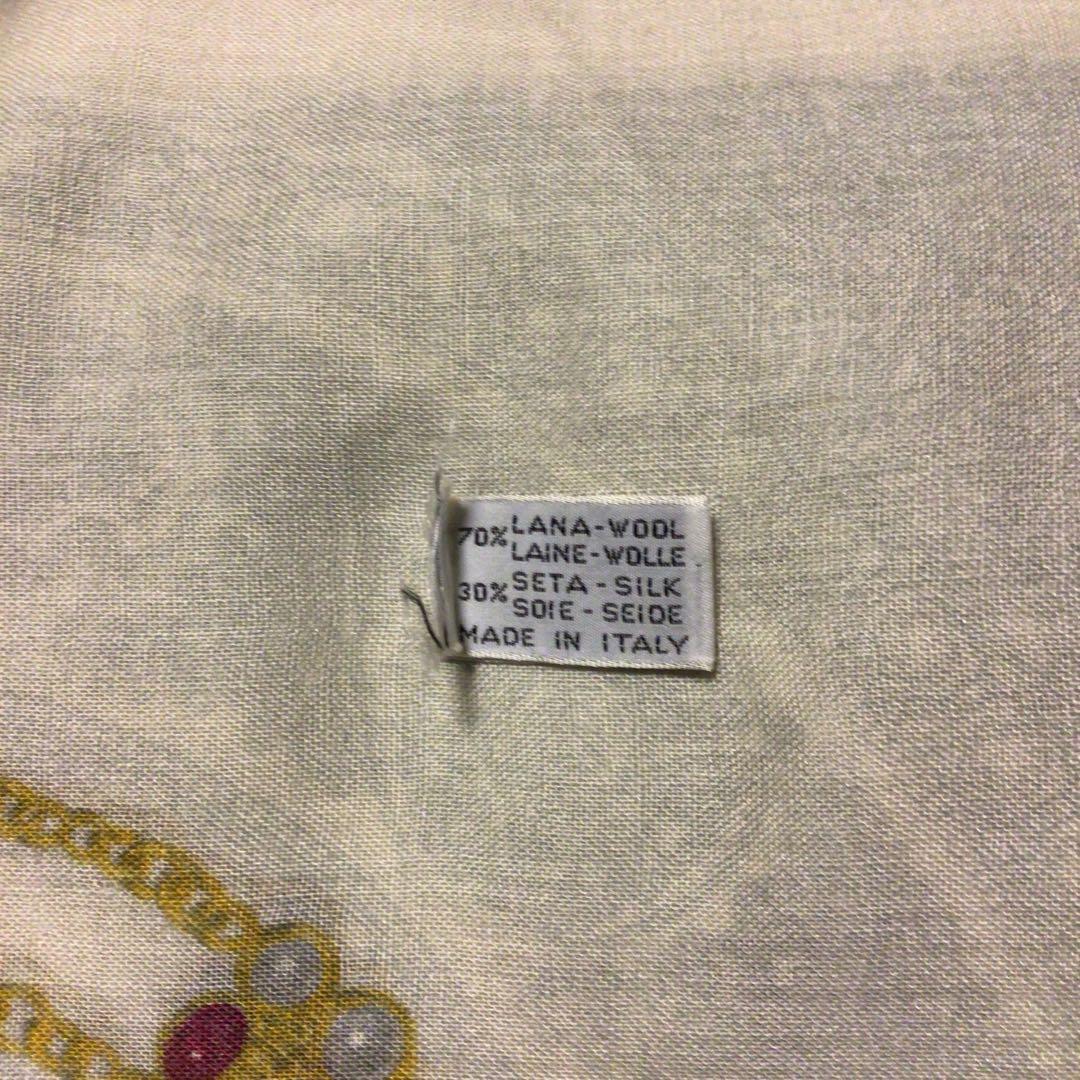 70% LANA-WOOL
LAINE-WOLLE
30% SETA - SILK
SOIE - SEIDE
MADE IN ITALY